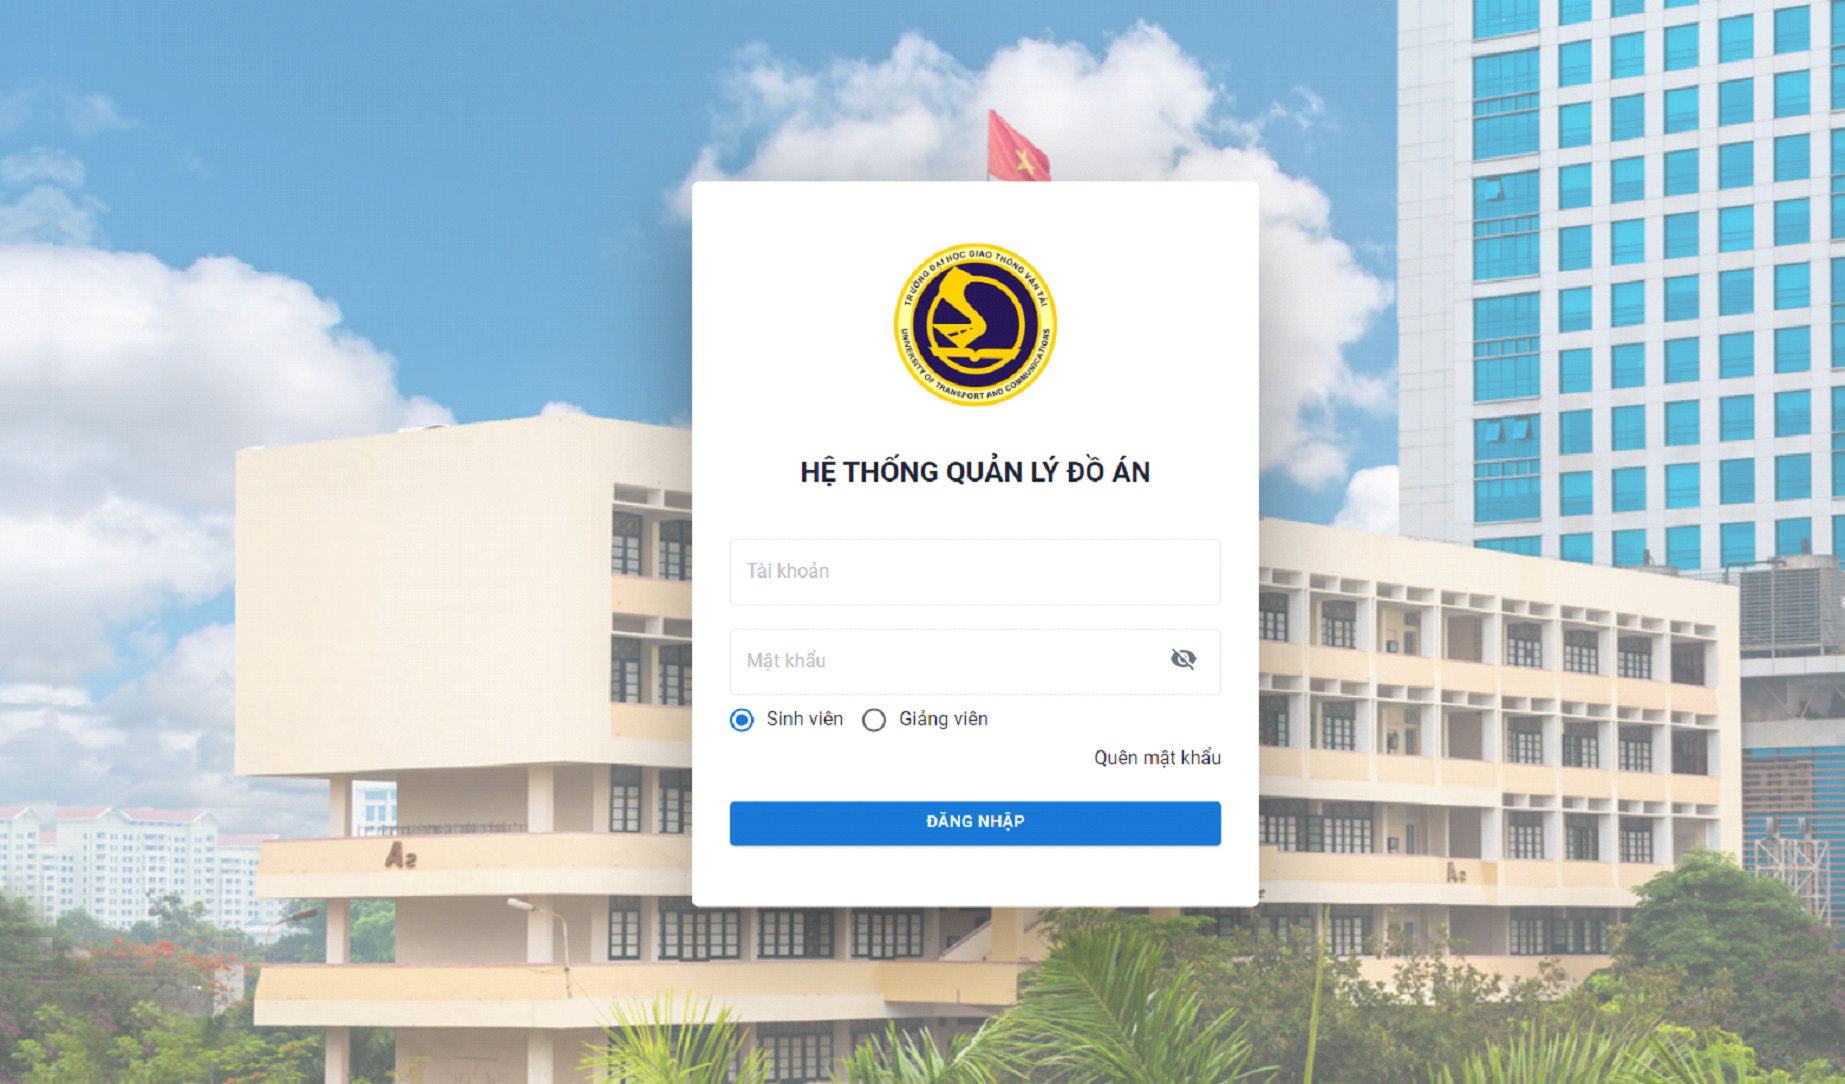 TRƯỜNG ĐẠI HỌC GIAO THÔNG VẬN TẢI
UNIVERSITY OF TRANSPORT AND COMMUNICATIONS
HỆ THỐNG QUẢN LÝ ĐỒ ÁN
Tài khoản
Mật khẩu
Sinh viên Giảng viên
Quên mật khẩu
ĐĂNG NHẬP
A2
A2